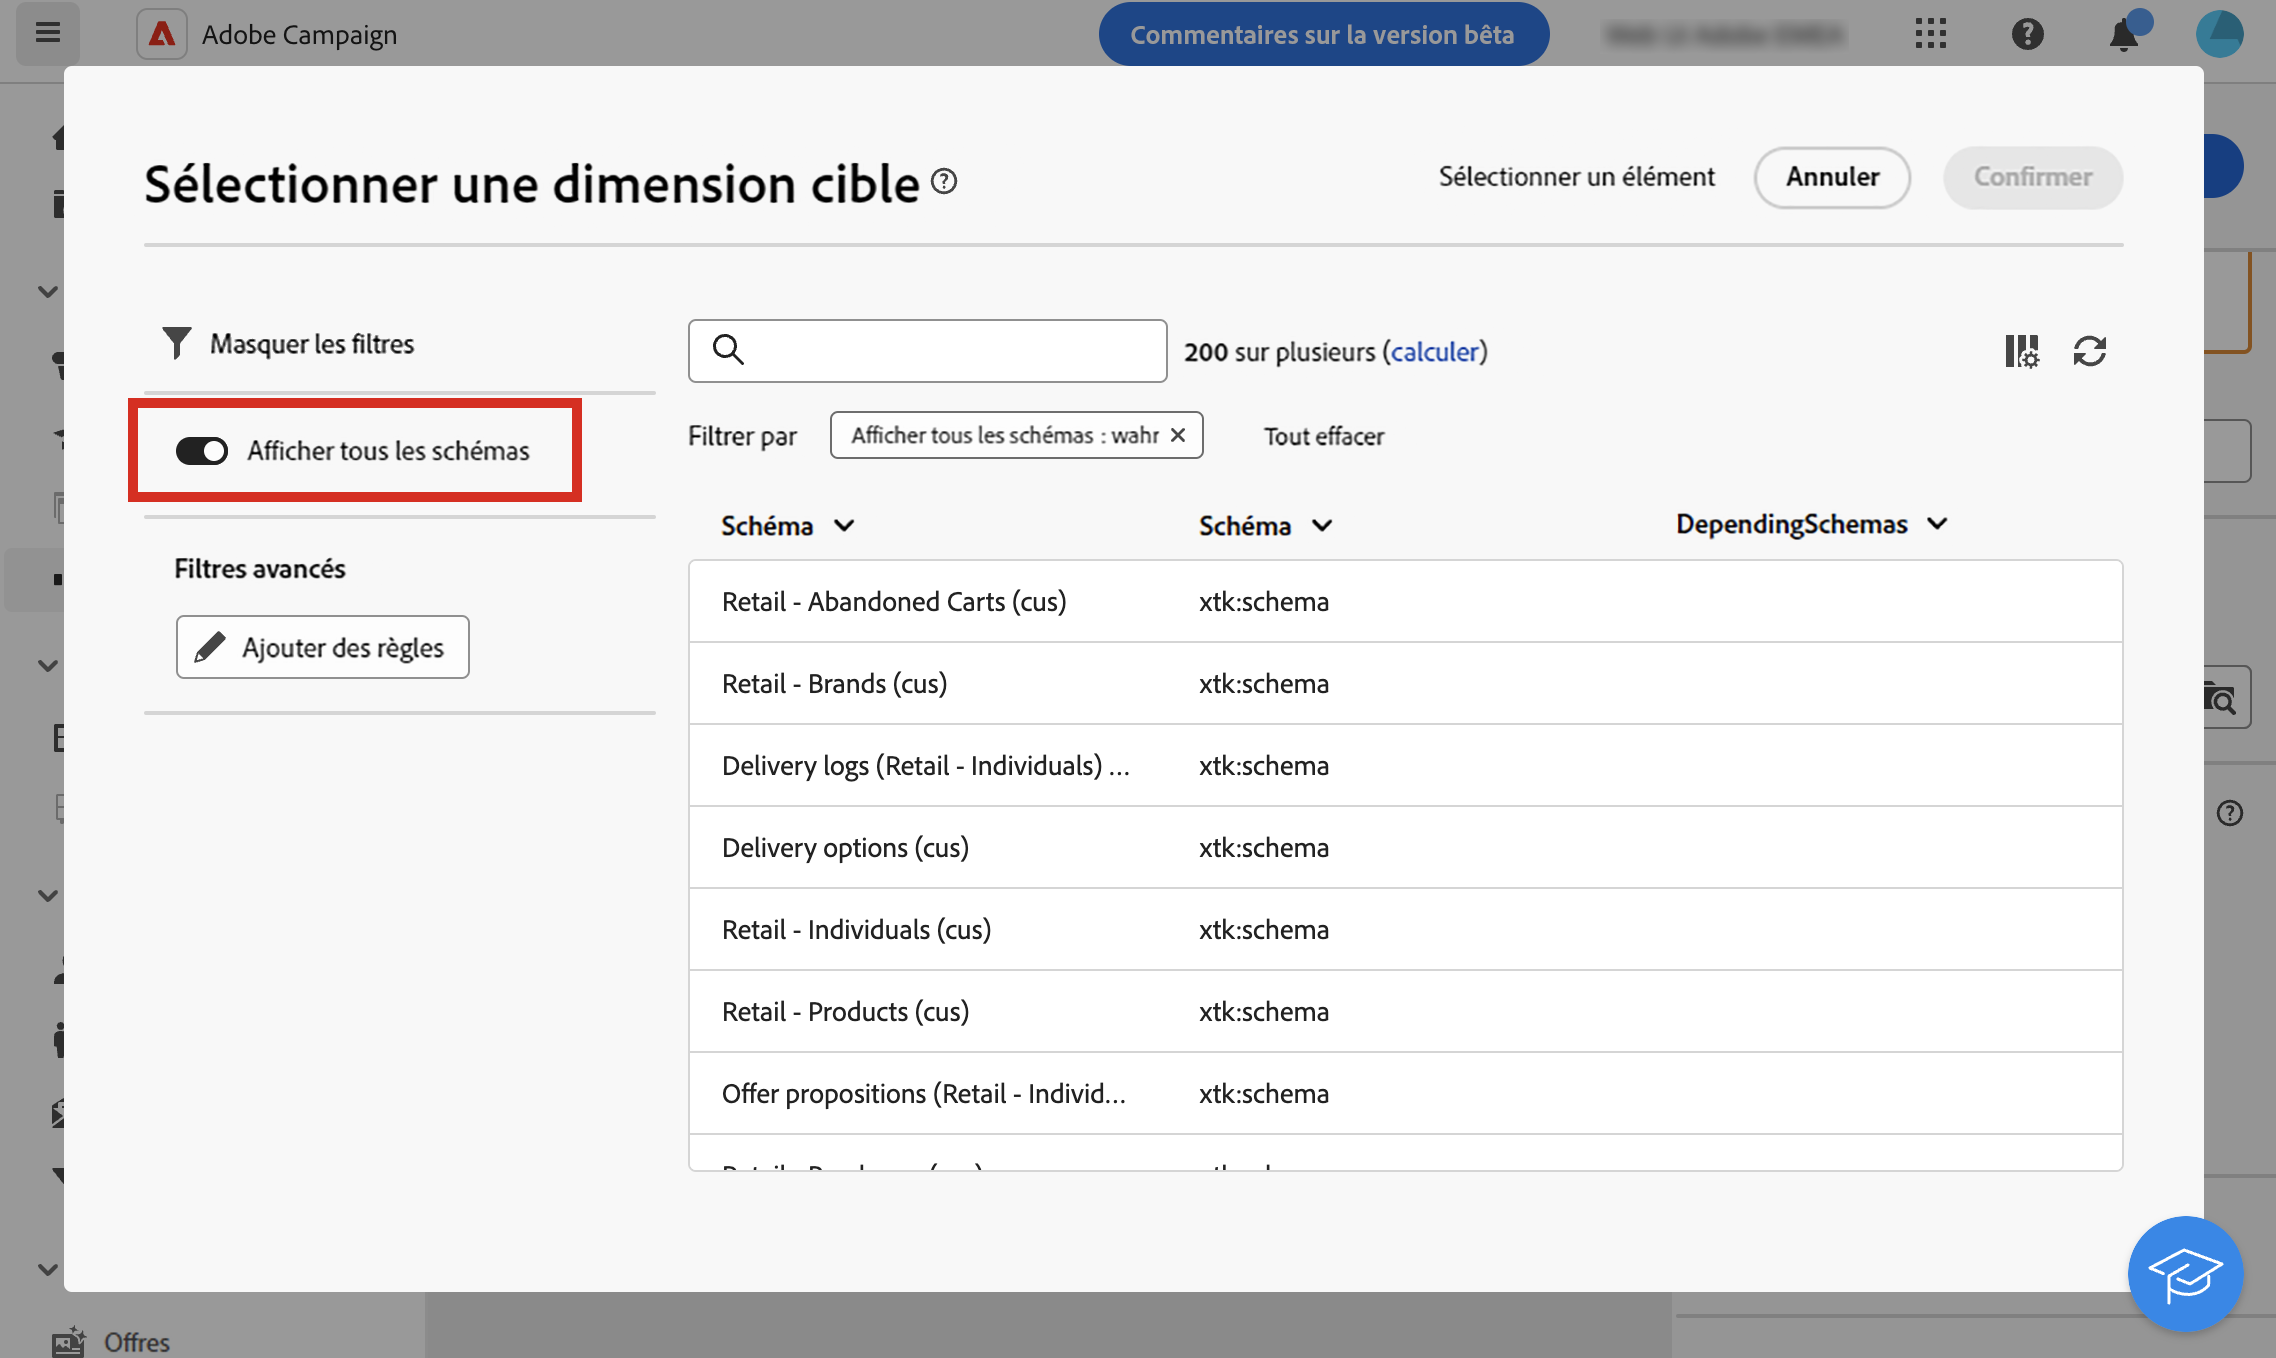 Adobe Campaign
Commentaires sur la version bêta
Sélectionner une dimension cible
Sélectionner un élément
Annuler
Confirmer
Masquer les filtres
200 sur plusieurs (calculer)
Afficher tous les schémas
Filtrer par
Afficher tous les schémas : wahr
Tout effacer
Schéma
Schéma
DependingSchemas
Filtres avancés
Ajouter des règles
Retail - Abandoned Carts (cus)
xtk:schema
Retail - Brands (cus)
xtk:schema
Delivery logs (Retail - Individuals) ...
xtk:schema
Delivery options (cus)
xtk:schema
Retail - Individuals (cus)
xtk:schema
Retail - Products (cus)
xtk:schema
Offer propositions (Retail - Individ...
xtk:schema
Offres